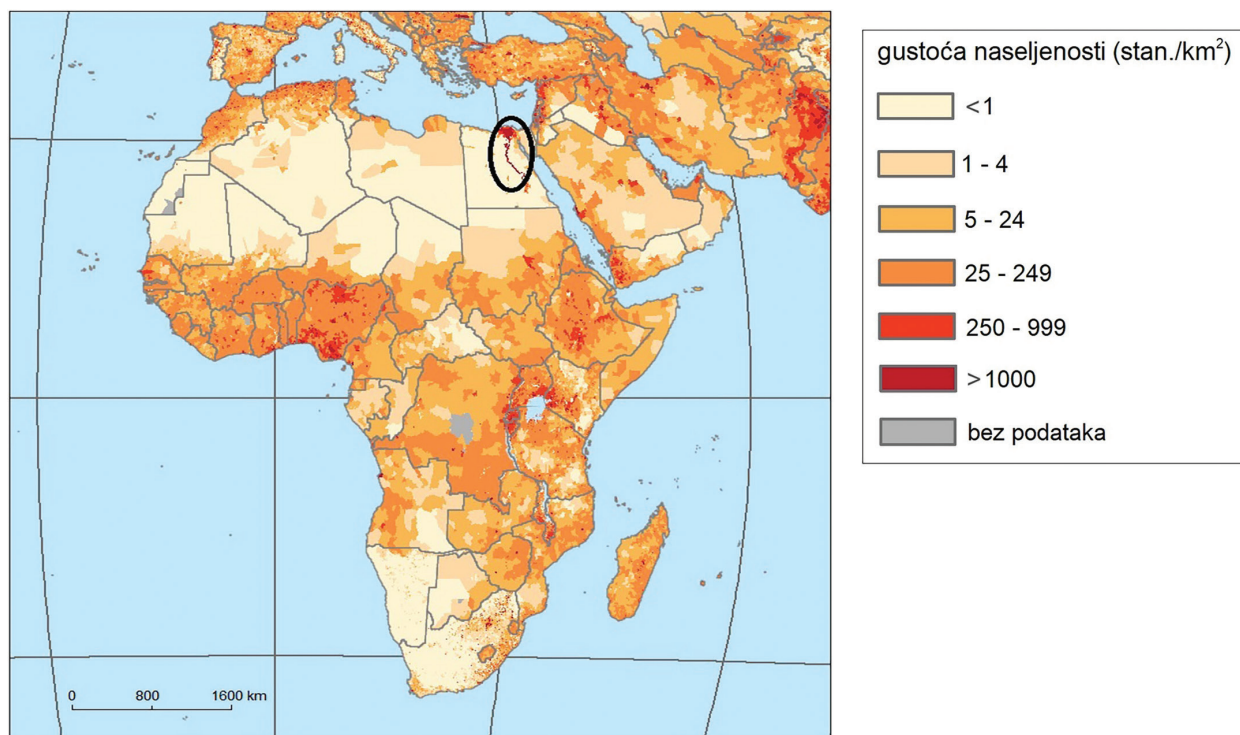 gustoća naseljenosti (stan./km²)
<1
1 - 4
5 - 24
25 - 249
250 - 999
>1000
bez podataka
0 800 1600 km